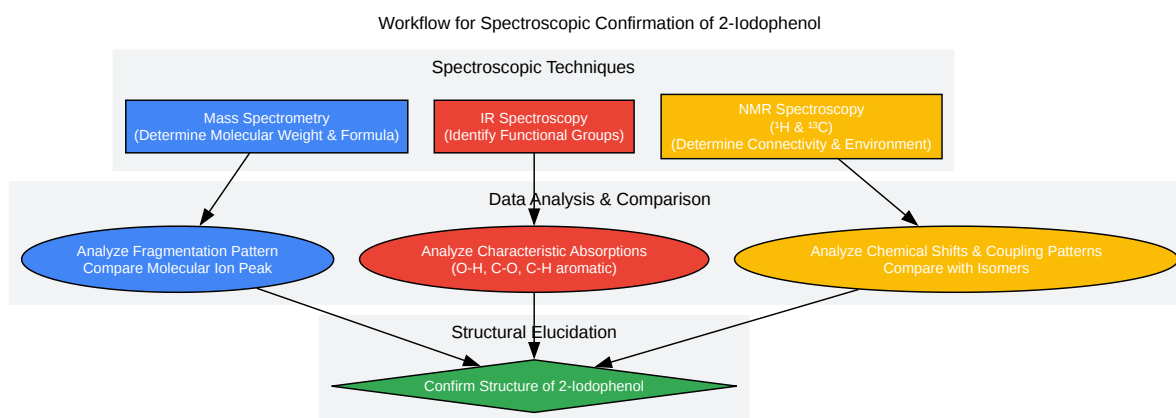 Workflow for Spectroscopic Confirmation of 2-Iodophenol
Spectroscopic Techniques
Mass Spectrometry
(Determine Molecular Weight & Formula)
IR Spectroscopy
(Identify Functional Groups)
NMR Spectroscopy
(¹H & ¹³C)
(Determine Connectivity & Environment)
Data Analysis & Comparison
Analyze Fragmentation Pattern
Compare Molecular Ion Peak
Analyze Characteristic Absorptions
(O-H, C-O, C-H aromatic)
Analyze Chemical Shifts & Coupling Patterns
Compare with Isomers
Structural Elucidation
Confirm Structure of 2-Iodophenol